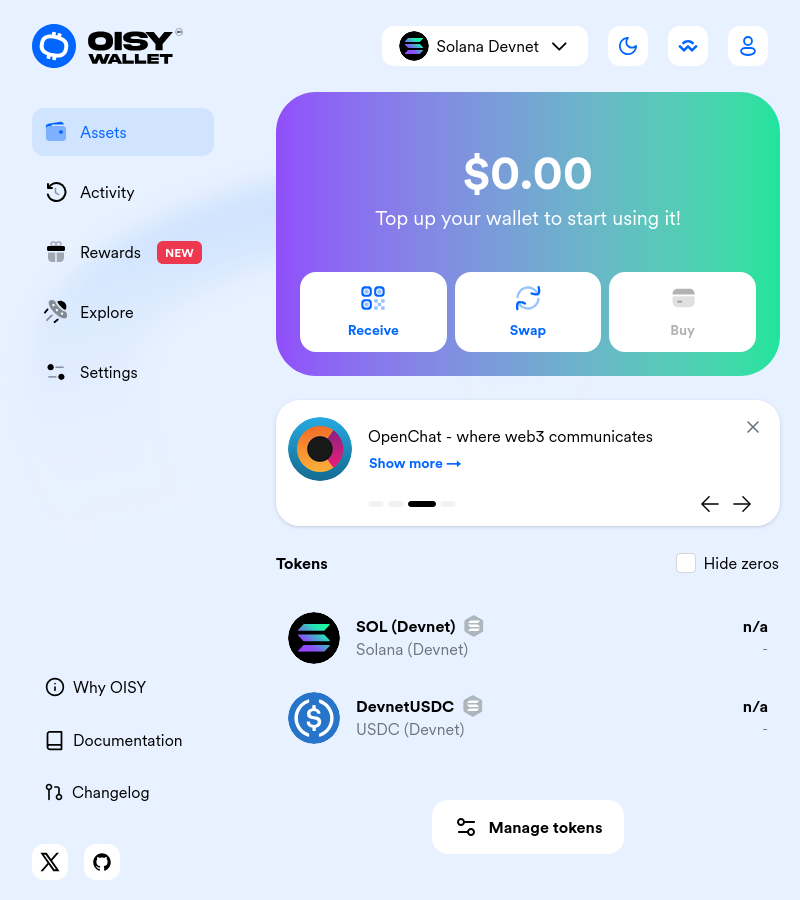 OISY
WALLET
Solana Devnet
Assets
Activity
Rewards NEW
Explore
Settings
$0.00
Top up your wallet to start using it!
Receive
Swap
Buy
OpenChat - where web3 communicates
Show more →
Tokens
Hide zeros
SOL (Devnet)
n/a
Solana (Devnet)
-
DevnetUSDC
n/a
USDC (Devnet)
-
Manage tokens
Why OISY
Documentation
Changelog